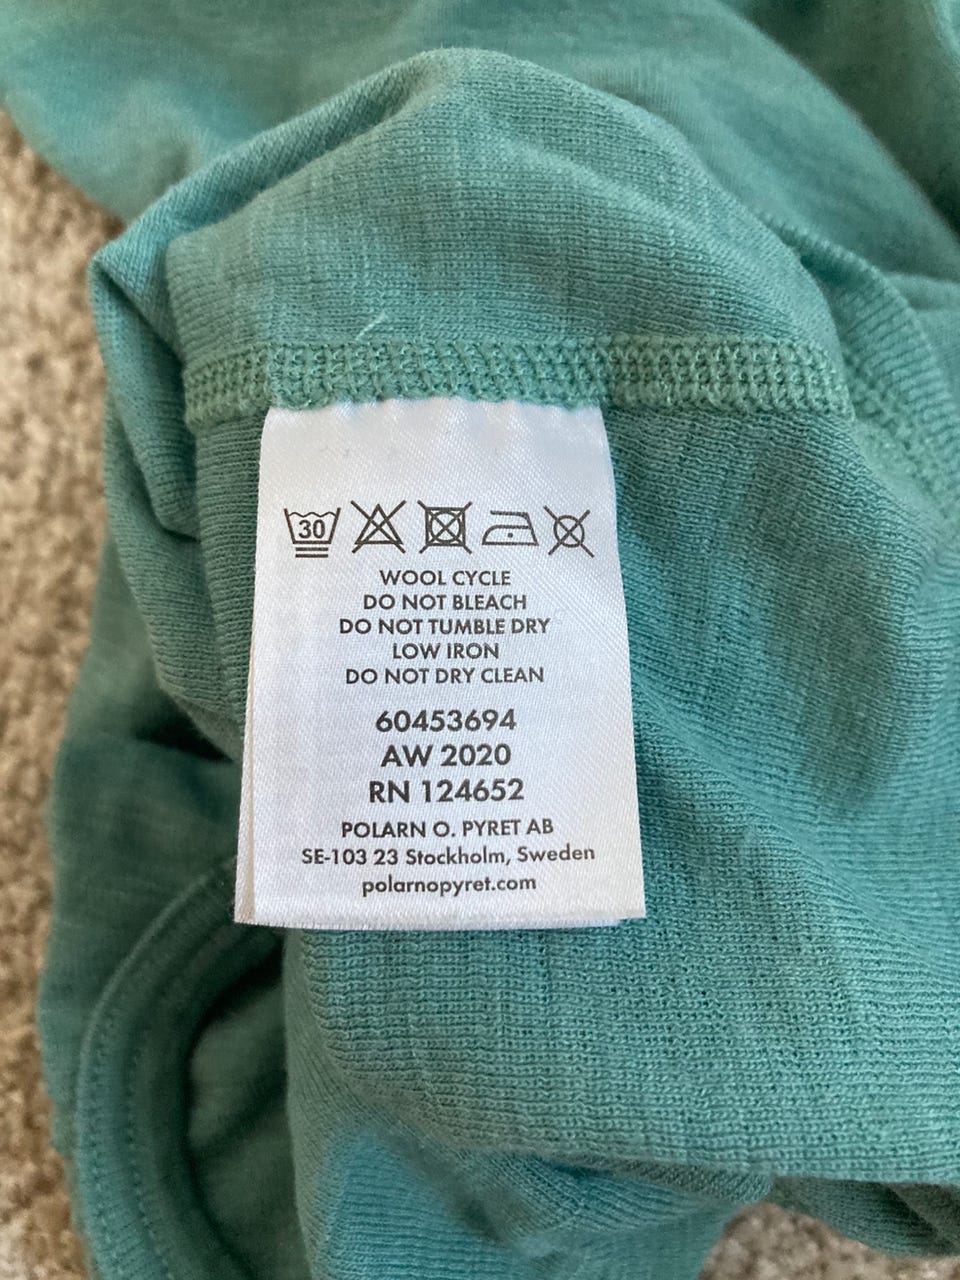 30
WOOL CYCLE
DO NOT BLEACH
DO NOT TUMBLE DRY
LOW IRON
DO NOT DRY CLEAN
60453694
AW 2020
RN 124652
POLARN O. PYRET AB
SE-103 23 Stockholm, Sweden
polarnopyret.com